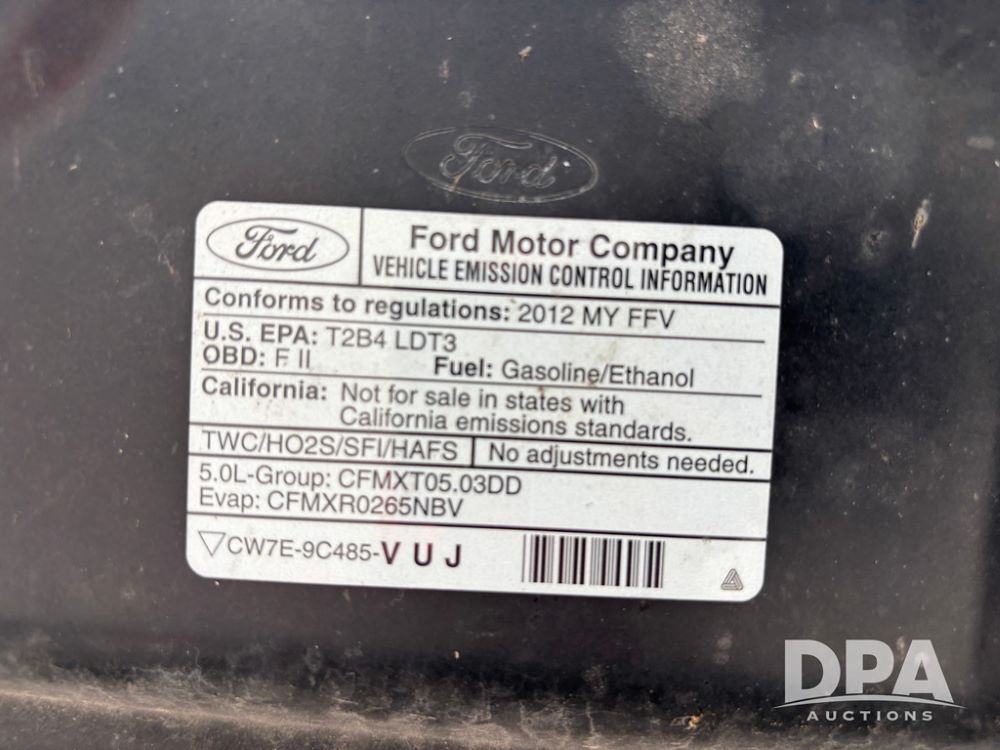 Ford
Ford
Ford Motor Company
VEHICLE EMISSION CONTROL INFORMATION
Conforms to regulations: 2012 MY FFV
U.S. EPA: T2B4 LDT3
OBD: F II Fuel: Gasoline/Ethanol
California: Not for sale in states with
California emissions standards.
TWC/HO2S/SFI/HAFS No adjustments needed.
5.0L-Group: CFMXT05.03DD
Evap: CFMXR0265NBV
CW7E-9C485-VUJ
DPA
AUCTIONS